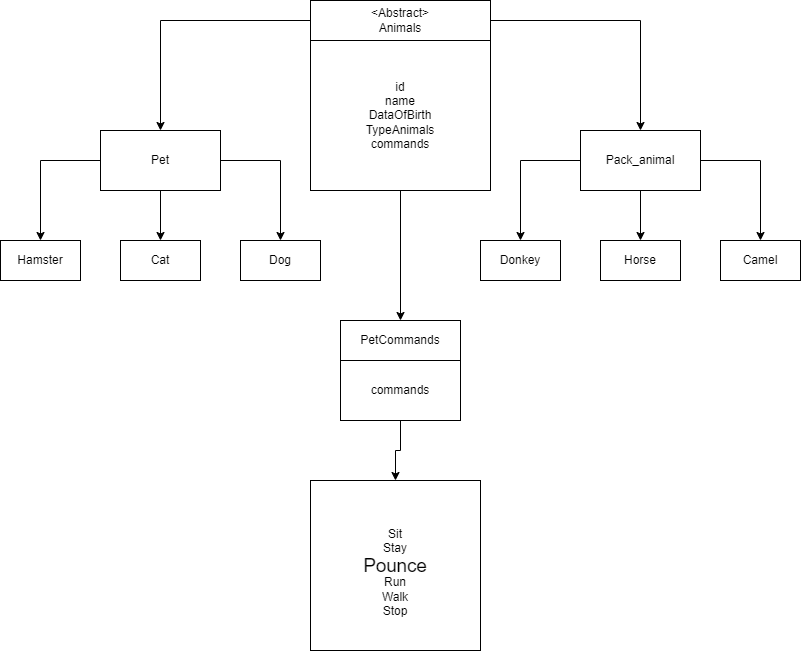 <Abstract>
Animals
id
name
DataOfBirth
TypeAnimals
commands
Pet
Pack_animal
Hamster
Cat
Dog
Donkey
Horse
Camel
PetCommands
commands
Sit
Stay
Pounce
Run
Walk
Stop